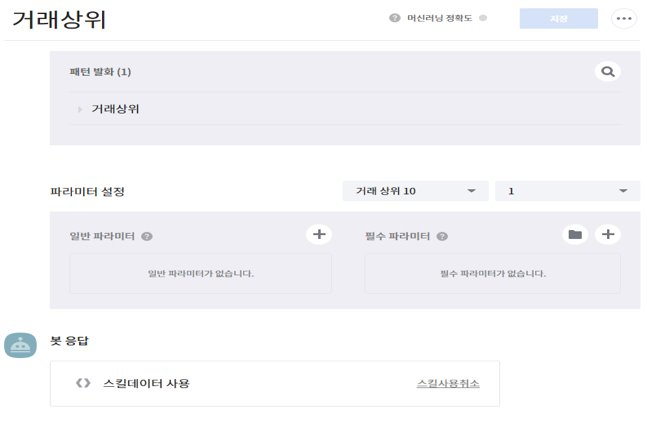 거래상위
? 머신러닝 정확도
저장
패턴 발화 (1)
거래상위
파라미터 설정
거래 상위 10
1
일반 파라미터 ?
필수 파라미터 ?
일반 파라미터가 없습니다.
필수 파라미터가 없습니다.
봇 응답
스킬데이터 사용
스킬사용취소